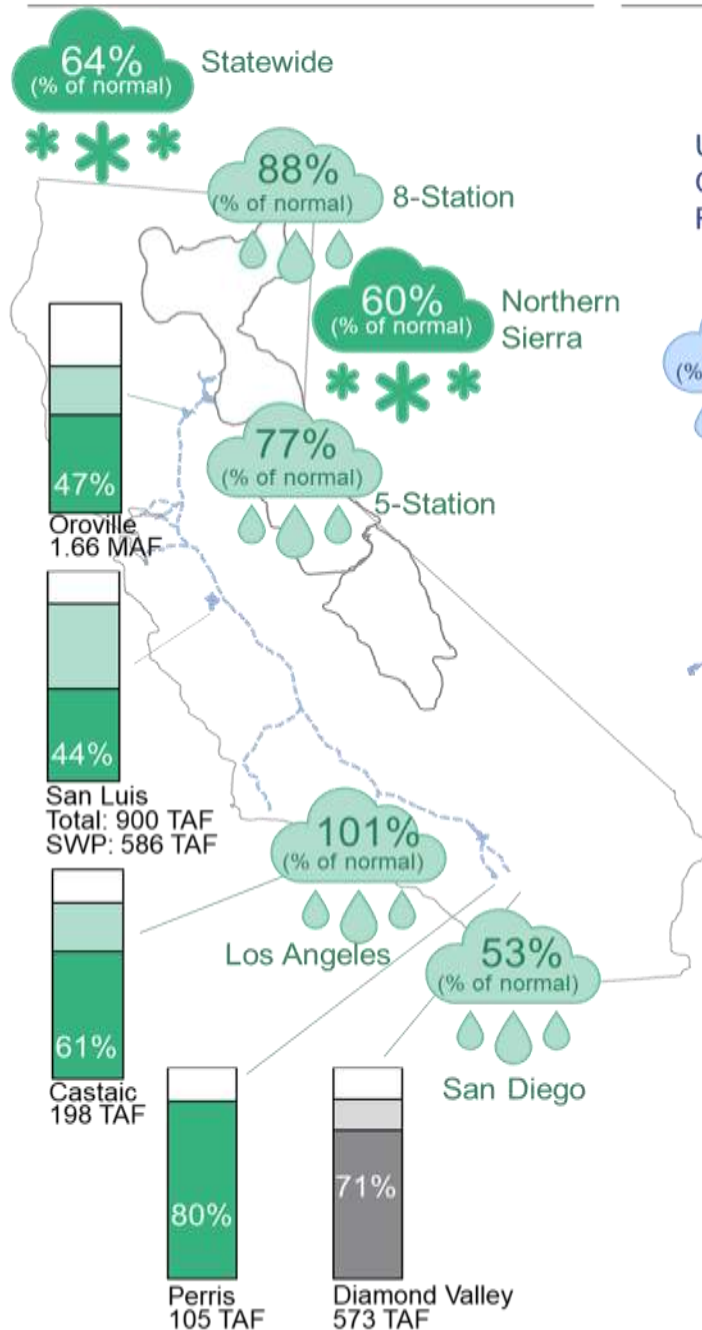 64%
(% of normal)
Statewide
88%
(% of normal)
8-Station
60%
(% of normal)
Northern
Sierra
77%
(% of normal)
5-Station
47%
Oroville
1.66 MAF
44%
San Luis
Total: 900 TAF
SWP: 586 TAF
101%
(% of normal)
Los Angeles
53%
(% of normal)
San Diego
61%
Castaic
198 TAF
80%
Perris
105 TAF
71%
Diamond Valley
573 TAF
(%